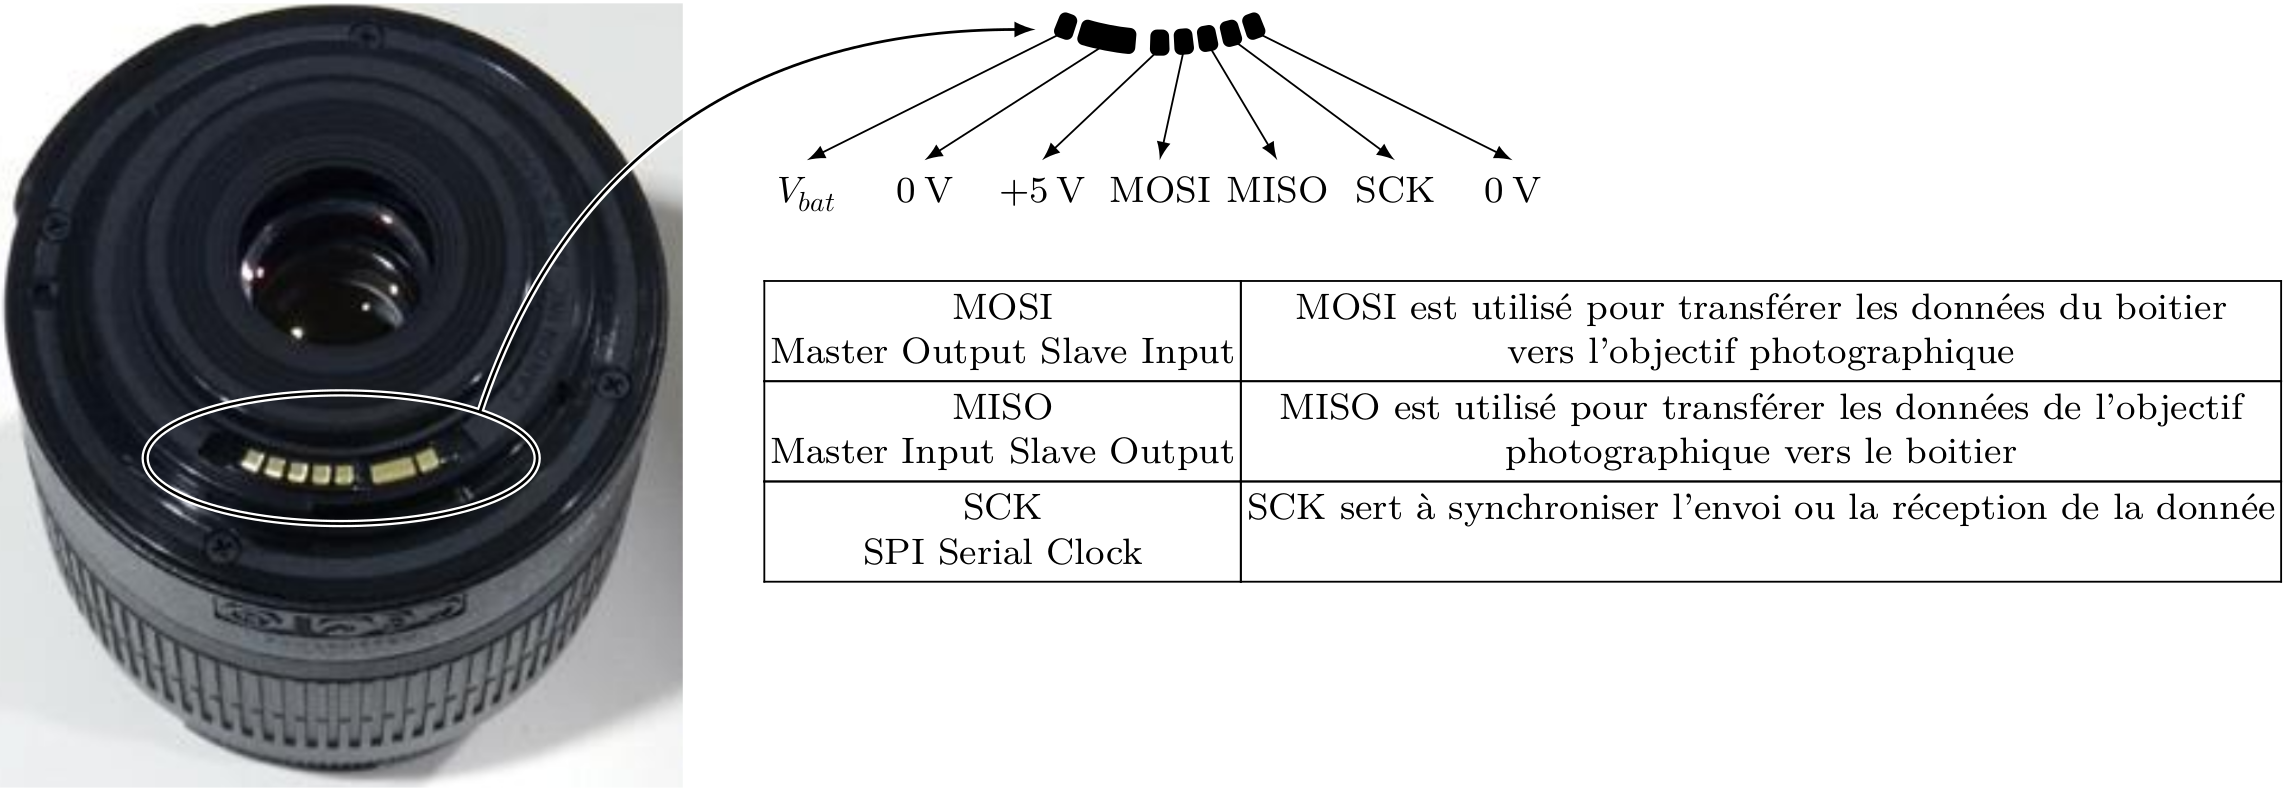 V_bat 0 V +5 V MOSI MISO SCK 0 V
MOSI
Master Output Slave Input
MOSI est utilisé pour transférer les données du boitier
vers l'objectif photographique
MISO
Master Input Slave Output
MISO est utilisé pour transférer les données de l'objectif
photographique vers le boitier
SCK
SPI Serial Clock
SCK sert à synchroniser l'envoi ou la réception de la donnée